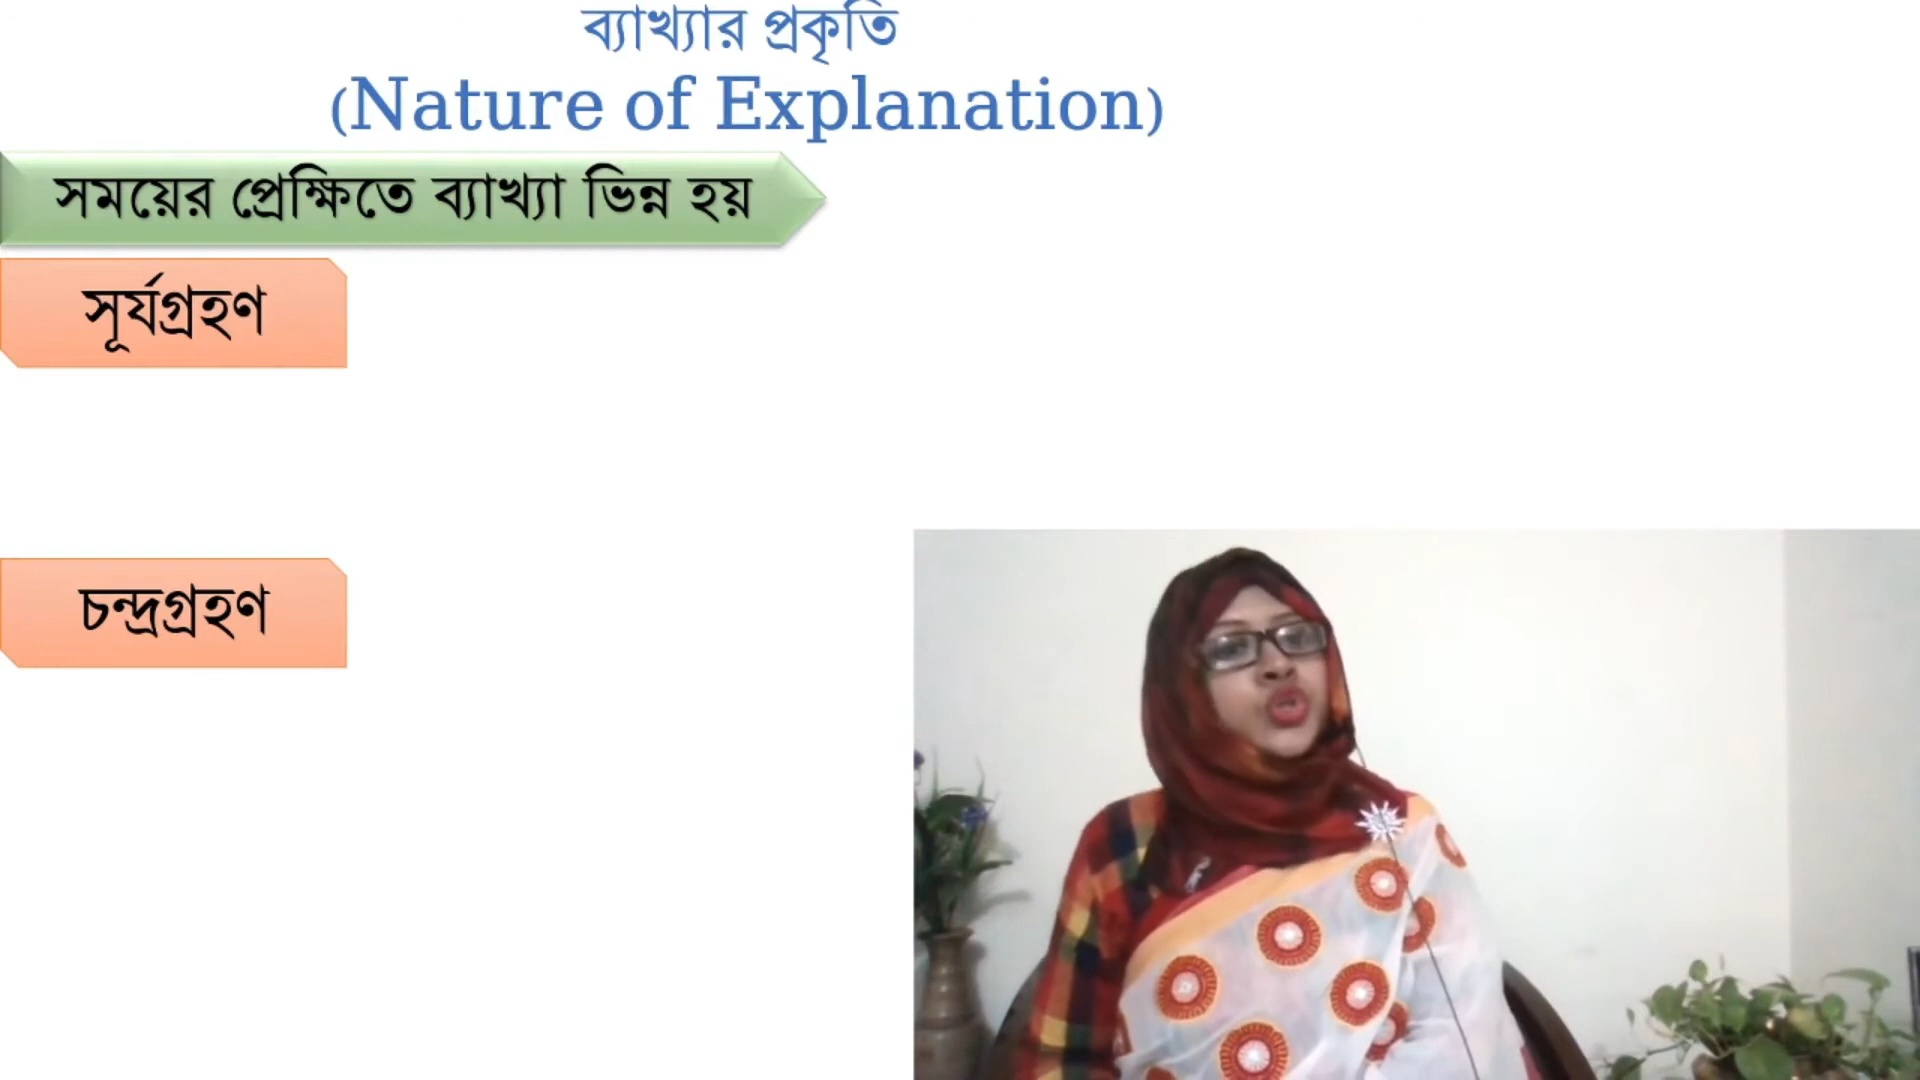 ব্যাখ্যার প্রকৃতি
(Nature of Explanation)
সময়ের প্রেক্ষিতে ব্যাখ্যা ভিন্ন হয়
সূর্যগ্রহণ
চন্দ্রগ্রহণ